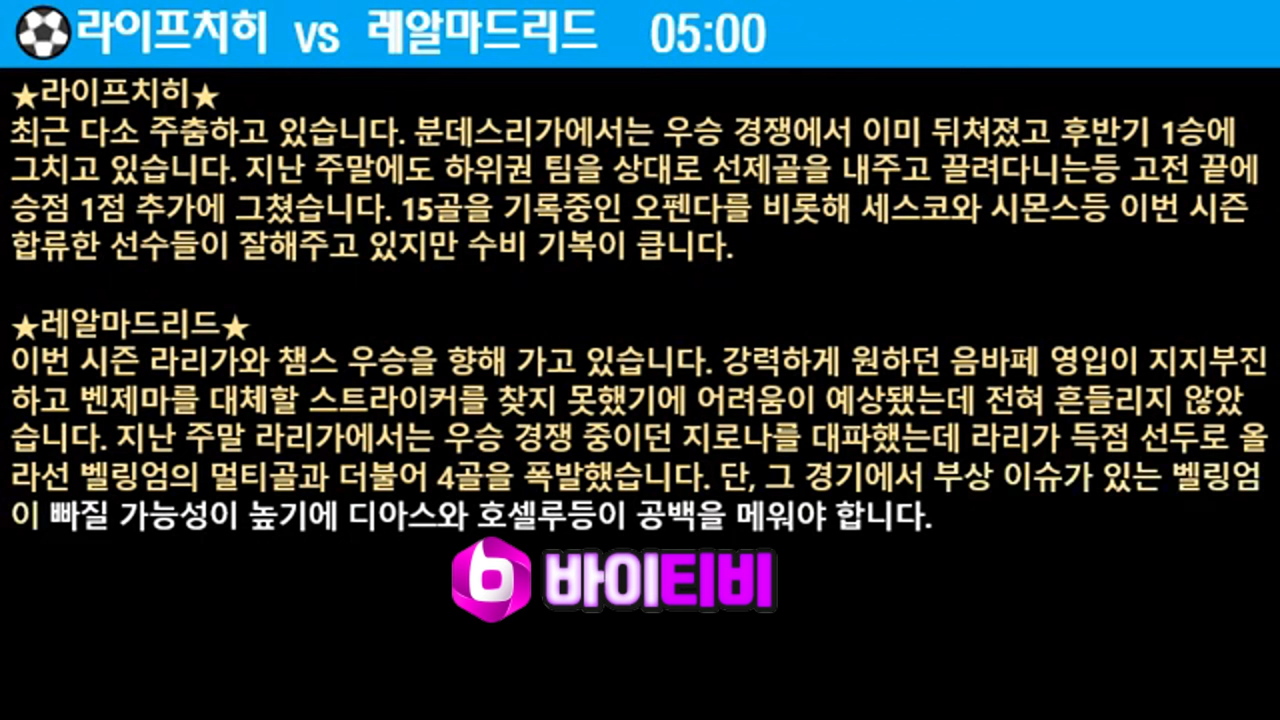 라이프치히 vs 레알마드리드 05:00
★라이프치히★
최근 다소 주춤하고 있습니다. 분데스리가에서는 우승 경쟁에서 이미 뒤쳐졌고 후반기 1승에
그치고 있습니다. 지난 주말에도 하위권 팀을 상대로 선제골을 내주고 끌려다니는등 고전 끝에
승점 1점 추가에 그쳤습니다. 15골을 기록중인 오펜다를 비롯해 세스코와 시몬스등 이번 시즌
합류한 선수들이 잘해주고 있지만 수비 기복이 큽니다.
★레알마드리드★
이번 시즌 라리가와 챔스 우승을 향해 가고 있습니다. 강력하게 원하던 음바페 영입이 지지부진
하고 벤제마를 대체할 스트라이커를 찾지 못했기에 어려움이 예상됐는데 전혀 흔들리지 않았
습니다. 지난 주말 라리가에서는 우승 경쟁 중이던 지로나를 대파했는데 라리가 득점 선두로 올
라선 벨링엄의 멀티골과 더불어 4골을 폭발했습니다. 단, 그 경기에서 부상 이슈가 있는 벨링엄
이 빠질 가능성이 높기에 디아스와 호셀루등이 공백을 메워야 합니다.
바이티비